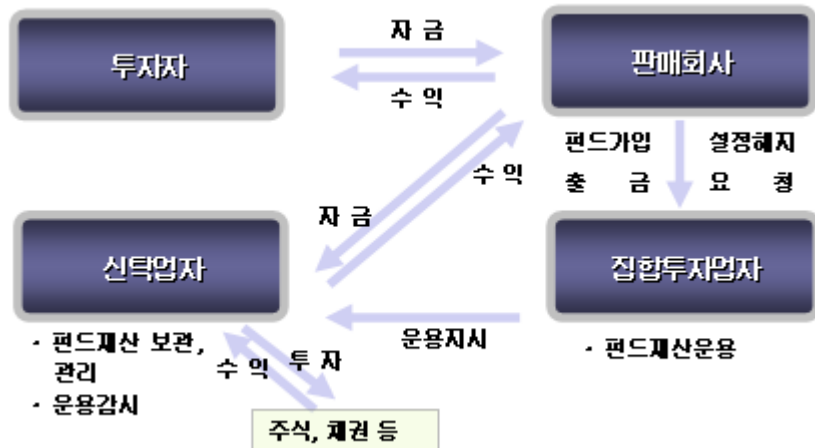 자 금
투자자
판매회사
수 익
펀드가입 설정해지
출 금 요 청
수 익
자 금
신탁업자
집합투자업자
운용지시
· 펀드재산 보관,
관리
· 운용감시
수 익
투 자
· 펀드재산운용
주식, 채권 등